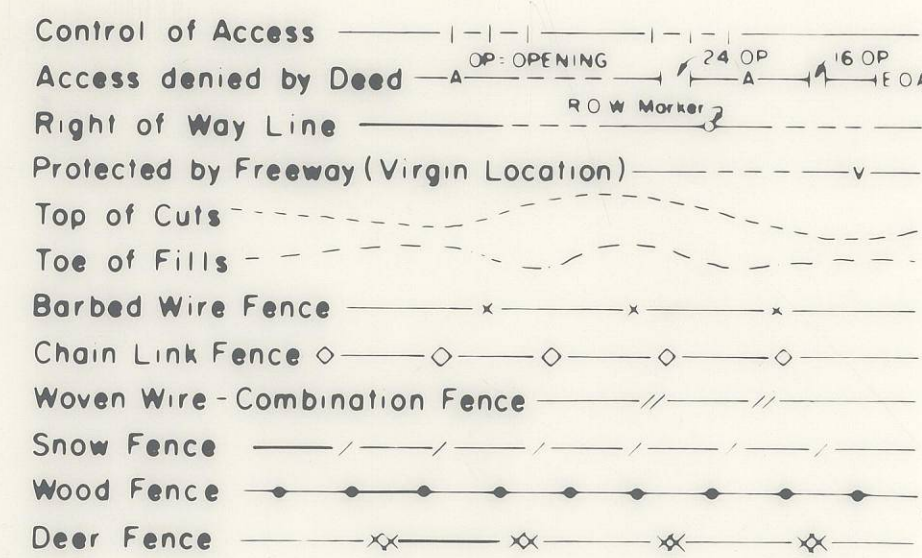 Control of Access
OP: OPENING 24 OP 16 OP
Access denied by Deed A A E O A
R O W Marker
Right of Way Line
Protected by Freeway (Virgin Location) v
Top of Cuts
Toe of Fills
Barbed Wire Fence
Chain Link Fence
Woven Wire - Combination Fence
Snow Fence
Wood Fence
Deer Fence